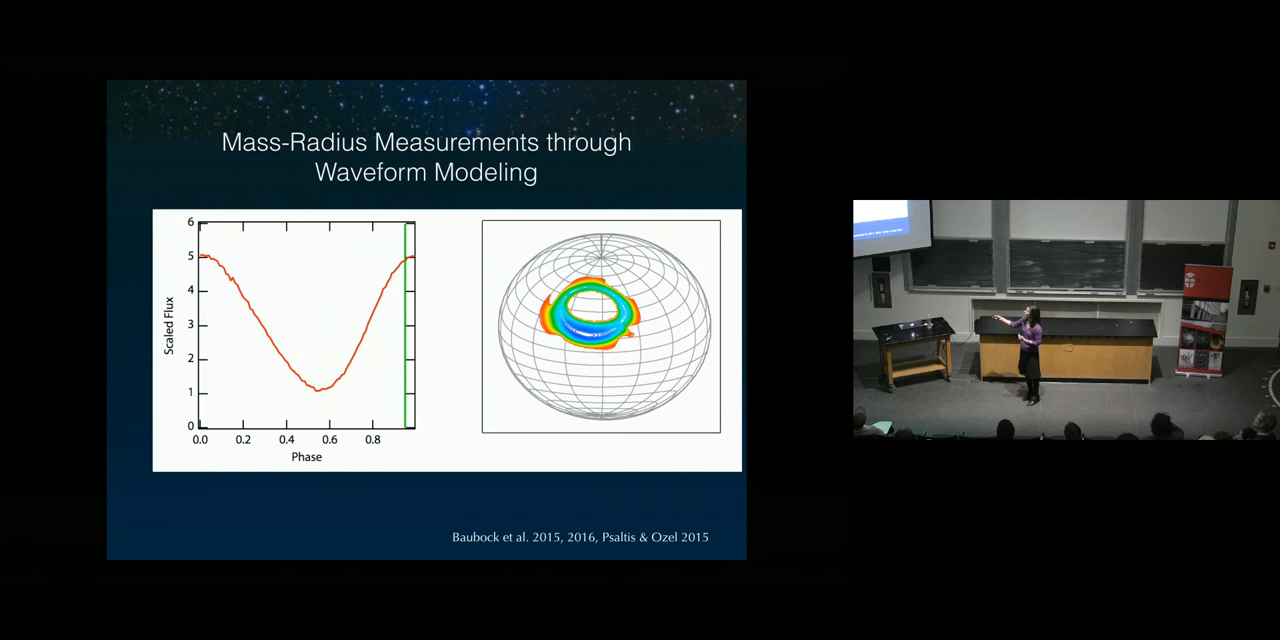 Mass-Radius Measurements through
Waveform Modeling
6
5
4
3
2
1
0
Scaled Flux
0.0 0.2 0.4 0.6 0.8
Phase
Baubock et al. 2015, 2016, Psaltis & Ozel 2015